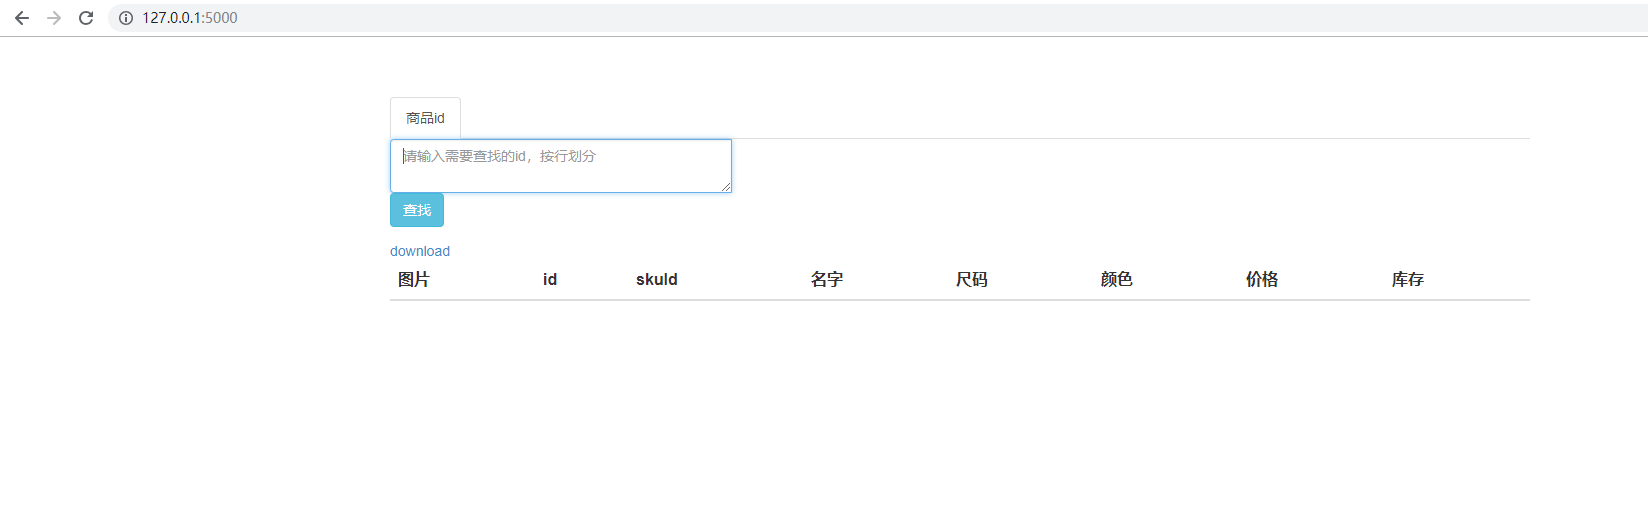 127.0.0.1:5000
商品id
请输入需要查找的id，按行划分
查找
download
图片 id skuId 名字 尺码 颜色 价格 库存